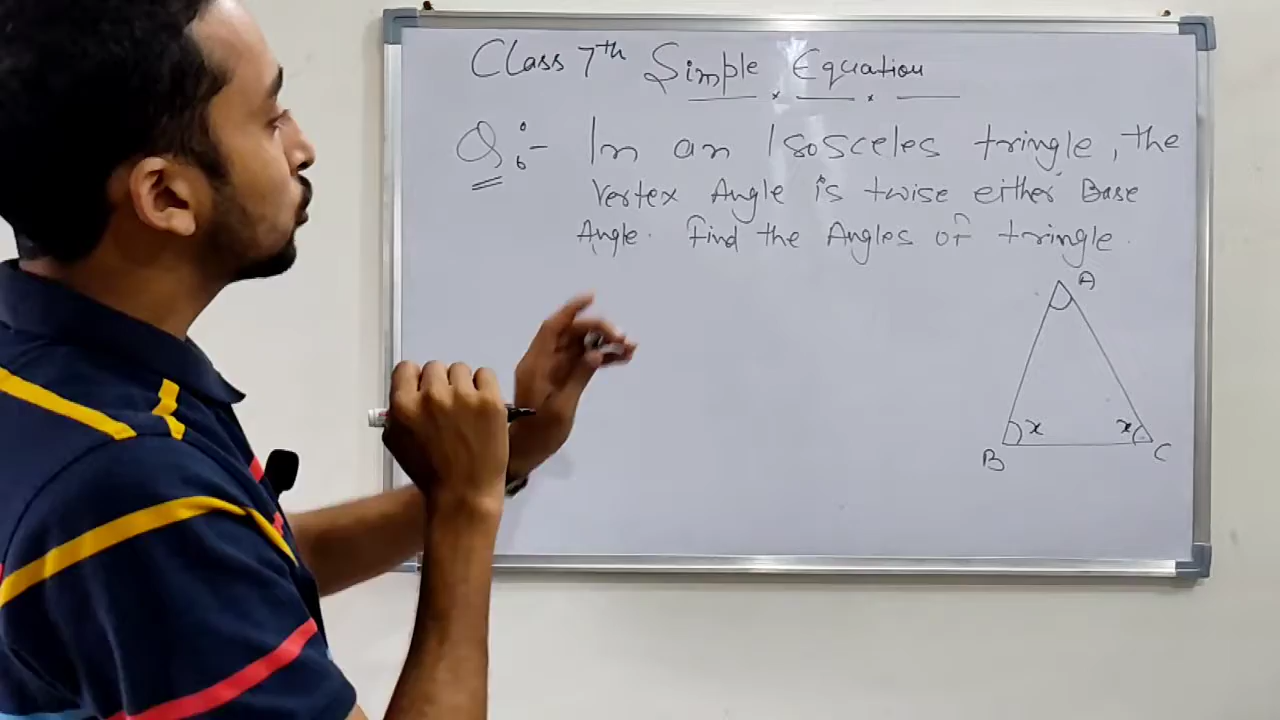 Class 7th Simple Equation
Q:- In an Isosceles tringle, the
Vertex Angle is twise either Base
Angle. Find the Angles of tringle.
A
x x
B C